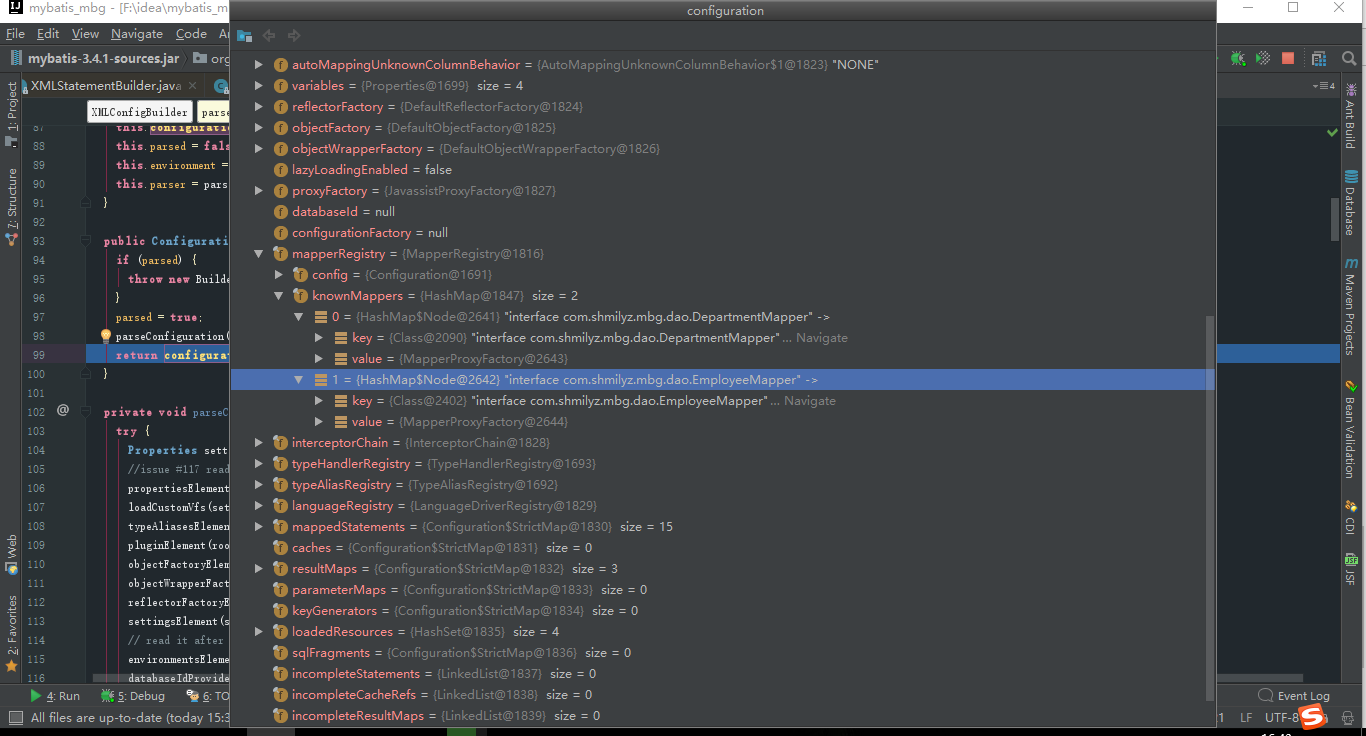 mybatis_mbg - [F:\idea\mybatis_m
configuration
File Edit View Navigate Code
mybatis-3.4.1-sources.jar
XMLStatementBuilder.java
4
XMLConfigBuilder
1: Project
7: Structure
Web
2: Favorites
88 this.parsed = fals
89 this.environment =
90 this.parser = pars
91 }
92
93 public Configurati
94 if (parsed) {
95 throw new Builder
96 }
97 parsed = true;
98 parseConfiguration(
99 return configurat
100 }
101
102 @ private void parseC
103 try {
104 Properties sett
105 //issue #117 read
106 propertiesElement
107 loadCustomVfs(set
108 typeAliasesElemen
109 pluginElement(roo
110 objectFactoryElem
111 objectWrapperFact
112 reflectorFactoryE
113 settingsElement(s
114 // read it after
115 environmentsEleme
116 databaseIdProvide
autoMappingUnknownColumnBehavior = {AutoMappingUnknownColumnBehavior$1@1823} "NONE"
variables = {Properties@1699} size = 4
reflectorFactory = {DefaultReflectorFactory@1824}
objectFactory = {DefaultObjectFactory@1825}
objectWrapperFactory = {DefaultObjectWrapperFactory@1826}
lazyLoadingEnabled = false
proxyFactory = {JavassistProxyFactory@1827}
databaseId = null
configurationFactory = null
mapperRegistry = {MapperRegistry@1816}
config = {Configuration@1691}
knownMappers = {HashMap@1847} size = 2
0 = {HashMap$Node@2641} "interface com.shmilyz.mbg.dao.DepartmentMapper" ->
key = {Class@2090} "interface com.shmilyz.mbg.dao.DepartmentMapper"... Navigate
value = {MapperProxyFactory@2643}
1 = {HashMap$Node@2642} "interface com.shmilyz.mbg.dao.EmployeeMapper" ->
key = {Class@2402} "interface com.shmilyz.mbg.dao.EmployeeMapper"... Navigate
value = {MapperProxyFactory@2644}
interceptorChain = {InterceptorChain@1828}
typeHandlerRegistry = {TypeHandlerRegistry@1693}
typeAliasRegistry = {TypeAliasRegistry@1692}
languageRegistry = {LanguageDriverRegistry@1829}
mappedStatements = {Configuration$StrictMap@1830} size = 15
caches = {Configuration$StrictMap@1831} size = 0
resultMaps = {Configuration$StrictMap@1832} size = 3
parameterMaps = {Configuration$StrictMap@1833} size = 0
keyGenerators = {Configuration$StrictMap@1834} size = 0
loadedResources = {HashSet@1835} size = 4
sqlFragments = {Configuration$StrictMap@1836} size = 0
incompleteStatements = {LinkedList@1837} size = 0
incompleteCacheRefs = {LinkedList@1838} size = 0
incompleteResultMaps = {LinkedList@1839} size = 0
Ant Build
Database
Maven Projects
Bean Validation
CDI
JSF
4: Run 5: Debug 6: TO
Event Log
All files are up-to-date (today 15:3
LF UTF-8